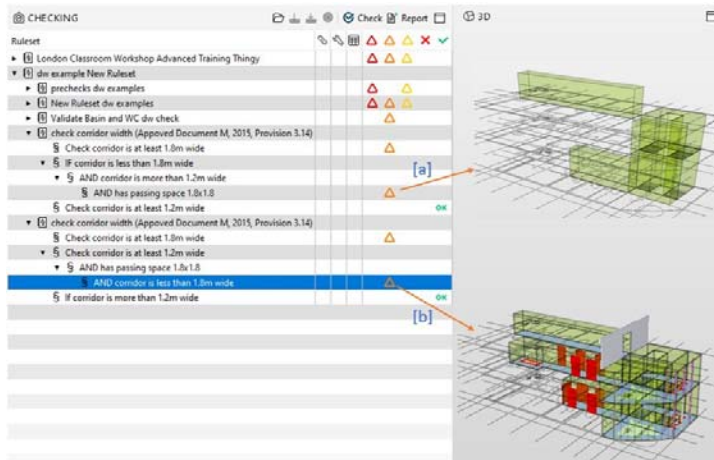 CHECKING Check Report 3D
Ruleset
London Classroom Workshop Advanced Training Thingy
dw example New Ruleset
prechecks dw examples
New Ruleset dw examples
Validate Basin and WC dw check
check corridor width (Appoved Document M, 2015, Provision 3.14)
§ Check corridor is at least 1.8m wide
§ IF corridor is less than 1.8m wide
§ AND corridor is more than 1.2m wide
[a]
§ AND has passing space 1.8x1.8
§ Check corridor is at least 1.2m wide OK
check corridor width (Appoved Document M, 2015, Provision 3.14)
§ Check corridor is at least 1.8m wide
§ Check corridor is at least 1.2m wide
§ AND has passing space 1.8x1.8
§ AND corridor is less than 1.8m wide
§ If corridor is more than 1.2m wide OK
[b]